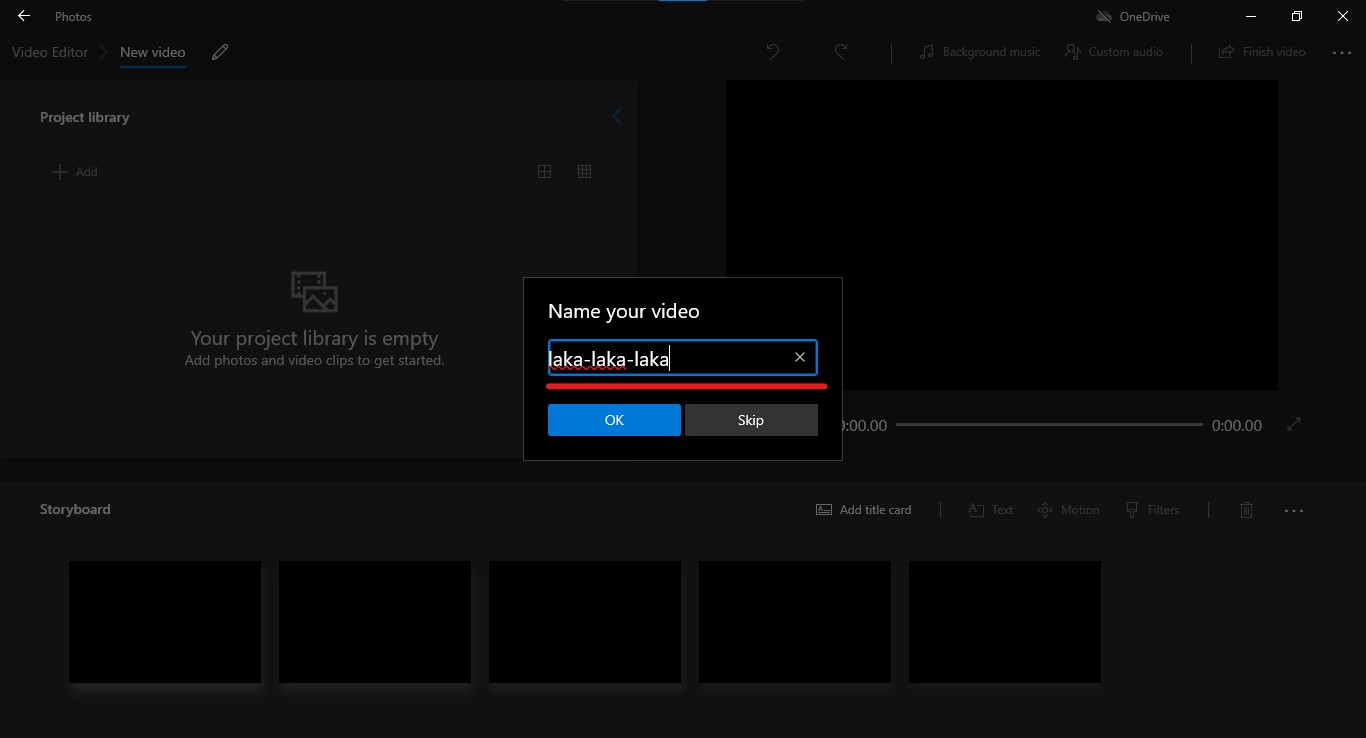 Photos
OneDrive
Video Editor
New video
Background music
Custom audio
Finish video
Project library
Add
Your project library is empty
Add photos and video clips to get started.
Name your video
laka-laka-laka
OK
Skip
0:00.00
0:00.00
Storyboard
Add title card
Text
Motion
Filters